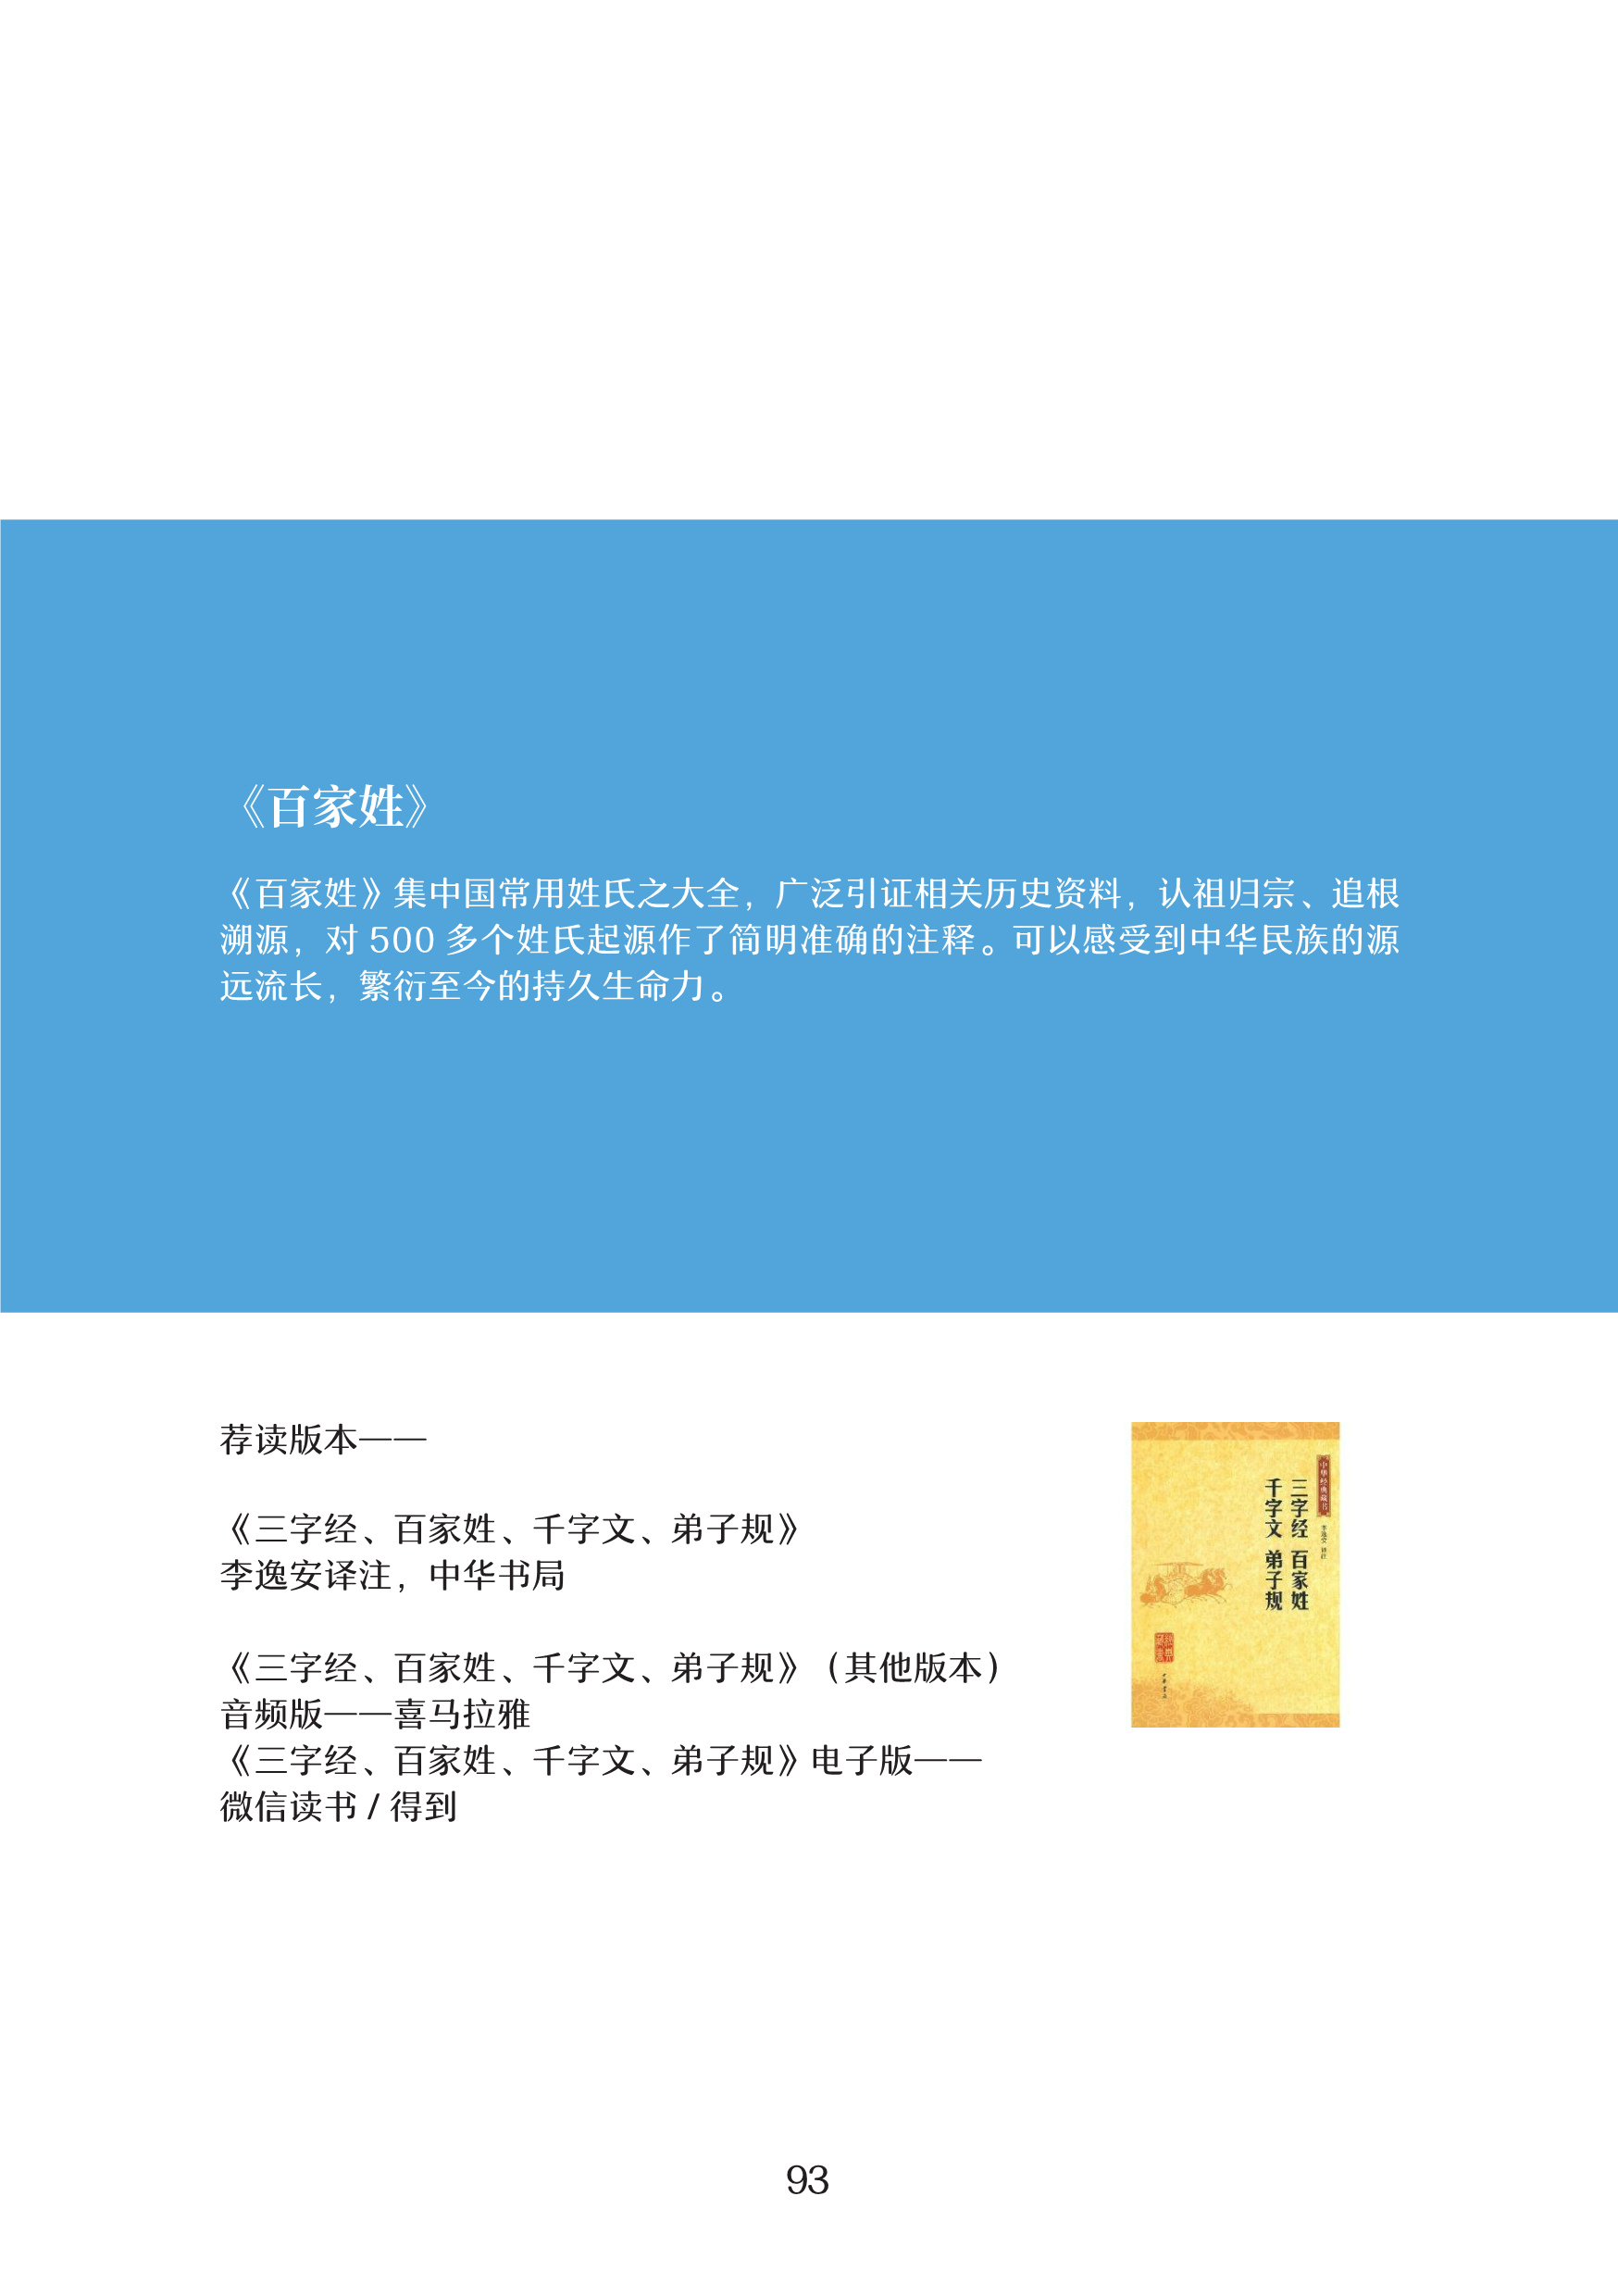 《百家姓》
《百家姓》集中国常用姓氏之大全，广泛引证相关历史资料，认祖归宗、追根
溯源，对 500 多个姓氏起源作了简明准确的注释。可以感受到中华民族的源
远流长，繁衍至今的持久生命力。
荐读版本——
《三字经、百家姓、千字文、弟子规》
李逸安译注，中华书局
《三字经、百家姓、千字文、弟子规》（其他版本）
音频版——喜马拉雅
《三字经、百家姓、千字文、弟子规》电子版——
微信读书 / 得到
中华经典藏书
李逸安 译注
三字经 百家姓
千字文 弟子规
中华书局
93